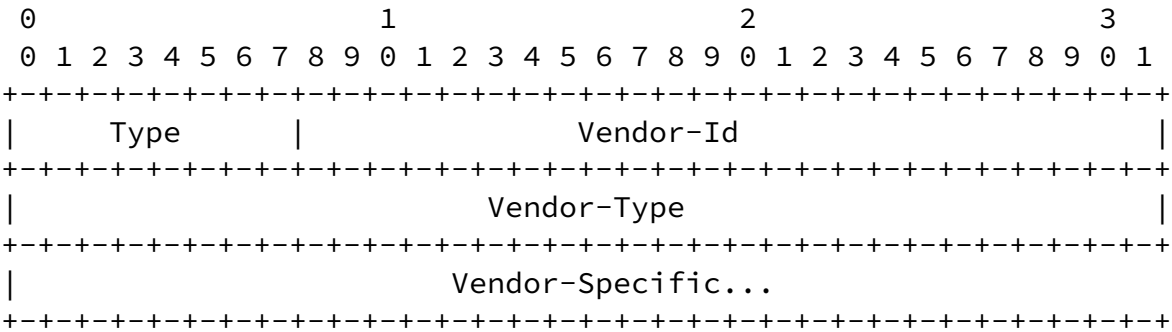 0                   1                   2                   3
 0 1 2 3 4 5 6 7 8 9 0 1 2 3 4 5 6 7 8 9 0 1 2 3 4 5 6 7 8 9 0 1
+-+-+-+-+-+-+-+-+-+-+-+-+-+-+-+-+-+-+-+-+-+-+-+-+-+-+-+-+-+-+-+-+
|     Type      |               Vendor-Id                       |
+-+-+-+-+-+-+-+-+-+-+-+-+-+-+-+-+-+-+-+-+-+-+-+-+-+-+-+-+-+-+-+-+
|                          Vendor-Type                         |
+-+-+-+-+-+-+-+-+-+-+-+-+-+-+-+-+-+-+-+-+-+-+-+-+-+-+-+-+-+-+-+-+
|                        Vendor-Specific...
+-+-+-+-+-+-+-+-+-+-+-+-+-+-+-+-+-+-+-+-+-+-+-+-+-+-+-+-+-+-+-+-+